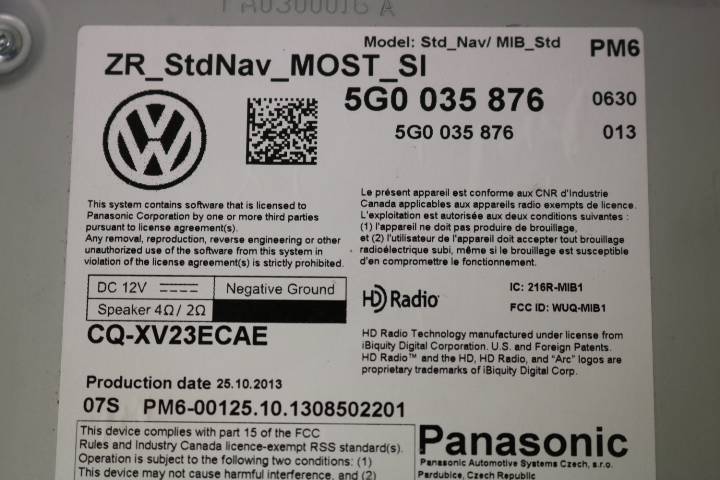 PA030001B A
Model: Std_Nav/ MIB_Std
PM6
ZR_StdNav_MOST_SI
5G0 035 876
0630
5G0 035 876
013
This system contains software that is licensed to
Panasonic Corporation by one or more third parties
pursuant to license agreement(s).
Any removal, reproduction, reverse engineering or other
unauthorized use of the software from this system in
violation of the license agreement(s) is strictly prohibited.
Le présent appareil est conforme aux CNR d'Industrie
Canada applicables aux appareils radio exempts de licence.
L'exploitation est autorisée aux deux conditions suivantes :
(1) l'appareil ne doit pas produire de brouillage,
et (2) l'utilisateur de l'appareil doit accepter tout brouillage
radioélectrique subi, même si le brouillage est susceptible
d'en compromettre le fonctionnement.
DC 12V
Negative Ground
Speaker 4Ω/ 2Ω
HD Radio
IC: 216R-MIB1
FCC ID: WUQ-MIB1
CQ-XV23ECAE
HD Radio Technology manufactured under license from
iBiquity Digital Corporation. U.S. and Foreign Patents.
HD Radio™ and the HD, HD Radio, and "Arc" logos are
proprietary trademarks of iBiquity Digital Corp.
Production date 25.10.2013
07S PM6-00125.10.1308502201
This device complies with part 15 of the FCC
Rules and Industry Canada licence-exempt RSS standard(s).
Operation is subject to the following two conditions: (1)
This device may not cause harmful interference, and (2)
Panasonic
Panasonic Automotive Systems Czech, s.r.o.
Pardubice, Czech Republic